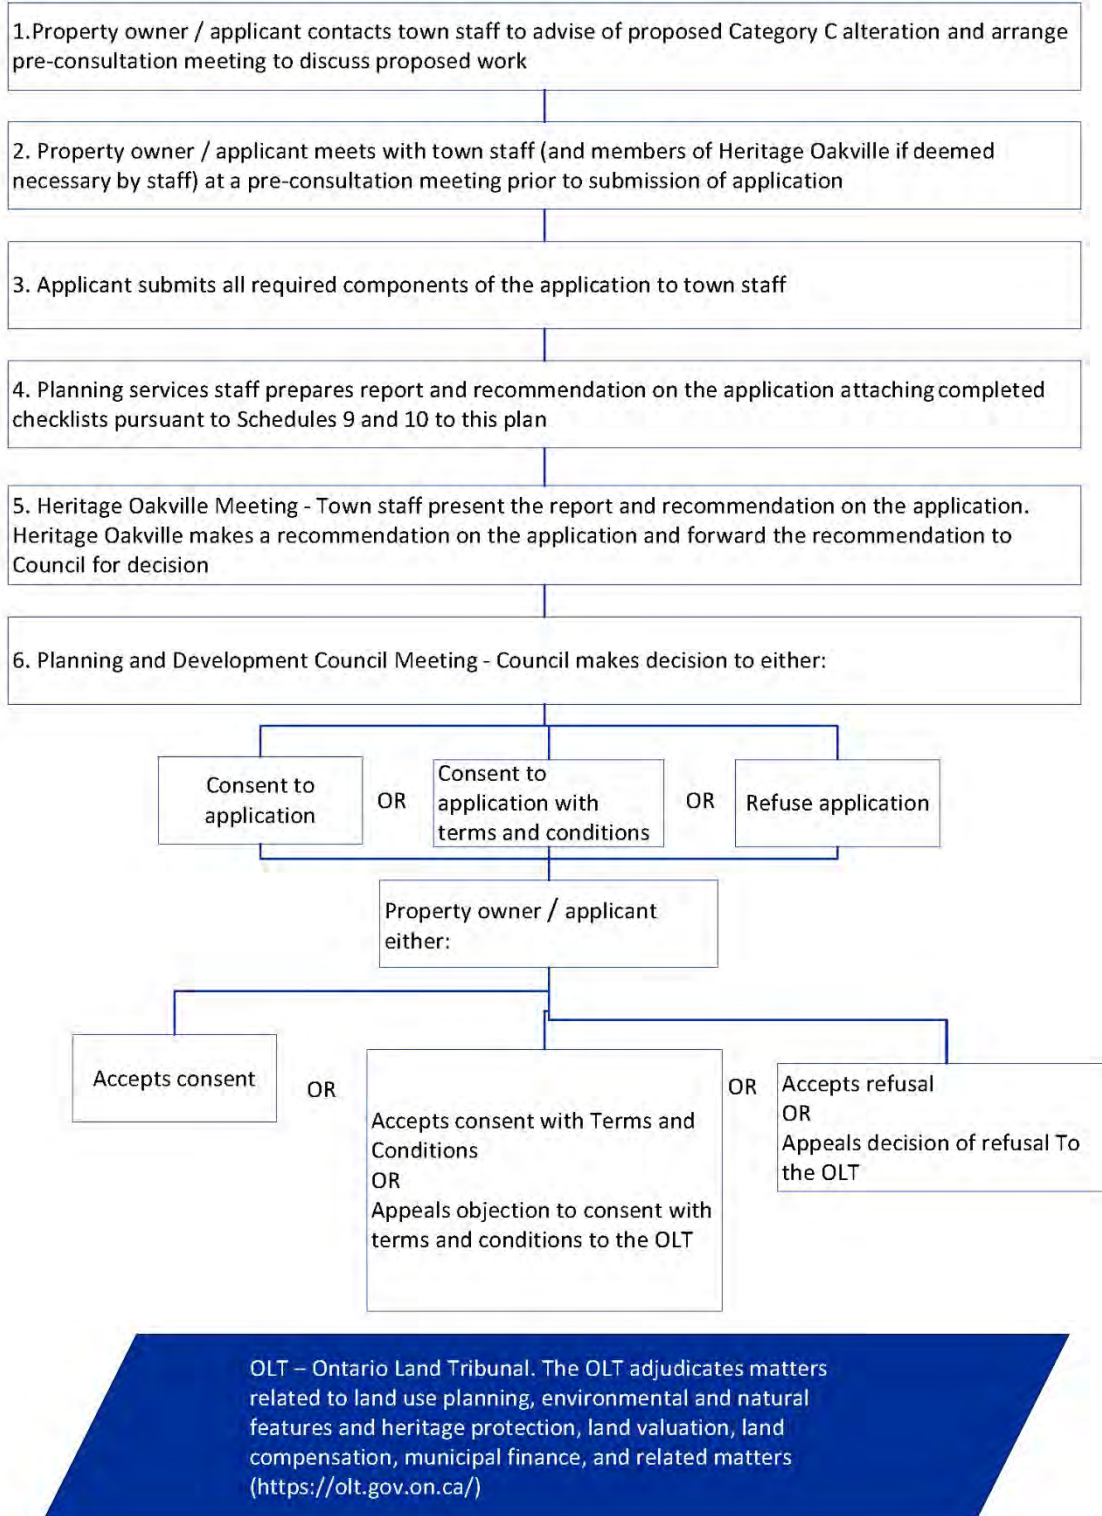 1.Property owner / applicant contacts town staff to advise of proposed Category C alteration and arrange
pre-consultation meeting to discuss proposed work
2. Property owner / applicant meets with town staff (and members of Heritage Oakville if deemed
necessary by staff) at a pre-consultation meeting prior to submission of application
3. Applicant submits all required components of the application to town staff
4. Planning services staff prepares report and recommendation on the application attaching completed
checklists pursuant to Schedules 9 and 10 to this plan
5. Heritage Oakville Meeting - Town staff present the report and recommendation on the application.
Heritage Oakville makes a recommendation on the application and forward the recommendation to
Council for decision
6. Planning and Development Council Meeting - Council makes decision to either:
Consent to
application
OR
Consent to
application with
terms and conditions
OR
Refuse application
Property owner / applicant
either:
Accepts consent
OR
Accepts consent with Terms and
Conditions
OR
Appeals objection to consent with
terms and conditions to the OLT
OR
Accepts refusal
OR
Appeals decision of refusal To
the OLT
OLT – Ontario Land Tribunal. The OLT adjudicates matters
related to land use planning, environmental and natural
features and heritage protection, land valuation, land
compensation, municipal finance, and related matters
(https://olt.gov.on.ca/)